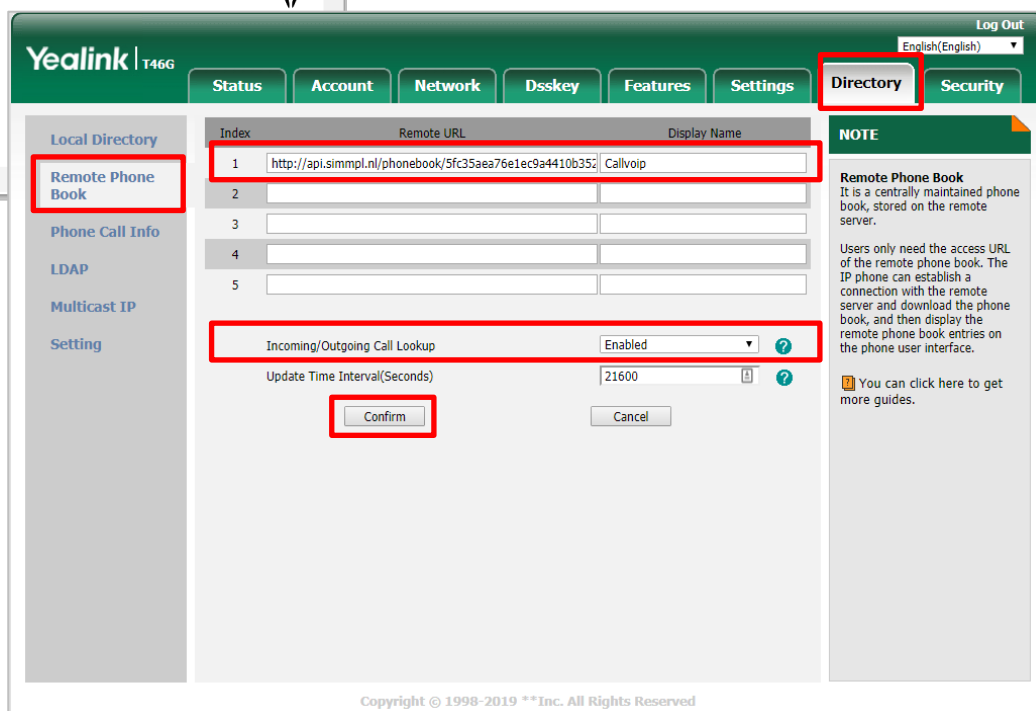 Log Out
Yealink | T46G
English(English)
Status Account Network Dsskey Features Settings Directory Security
Local Directory
Remote Phone
Book
Phone Call Info
LDAP
Multicast IP
Setting
Index Remote URL Display Name
1 http://api.simmpl.nl/phonebook/5fc35aea76e1ec9a4410b352 Callvoip
2
3
4
5
Incoming/Outgoing Call Lookup Enabled
Update Time Interval(Seconds) 21600
Confirm Cancel
NOTE
Remote Phone Book
It is a centrally maintained phone
book, stored on the remote
server.
Users only need the access URL
of the remote phone book. The
IP phone can establish a
connection with the remote
server and download the phone
book, and then display the
remote phone book entries on
the phone user interface.
You can click here to get
more guides.
Copyright © 1998-2019 **Inc. All Rights Reserved